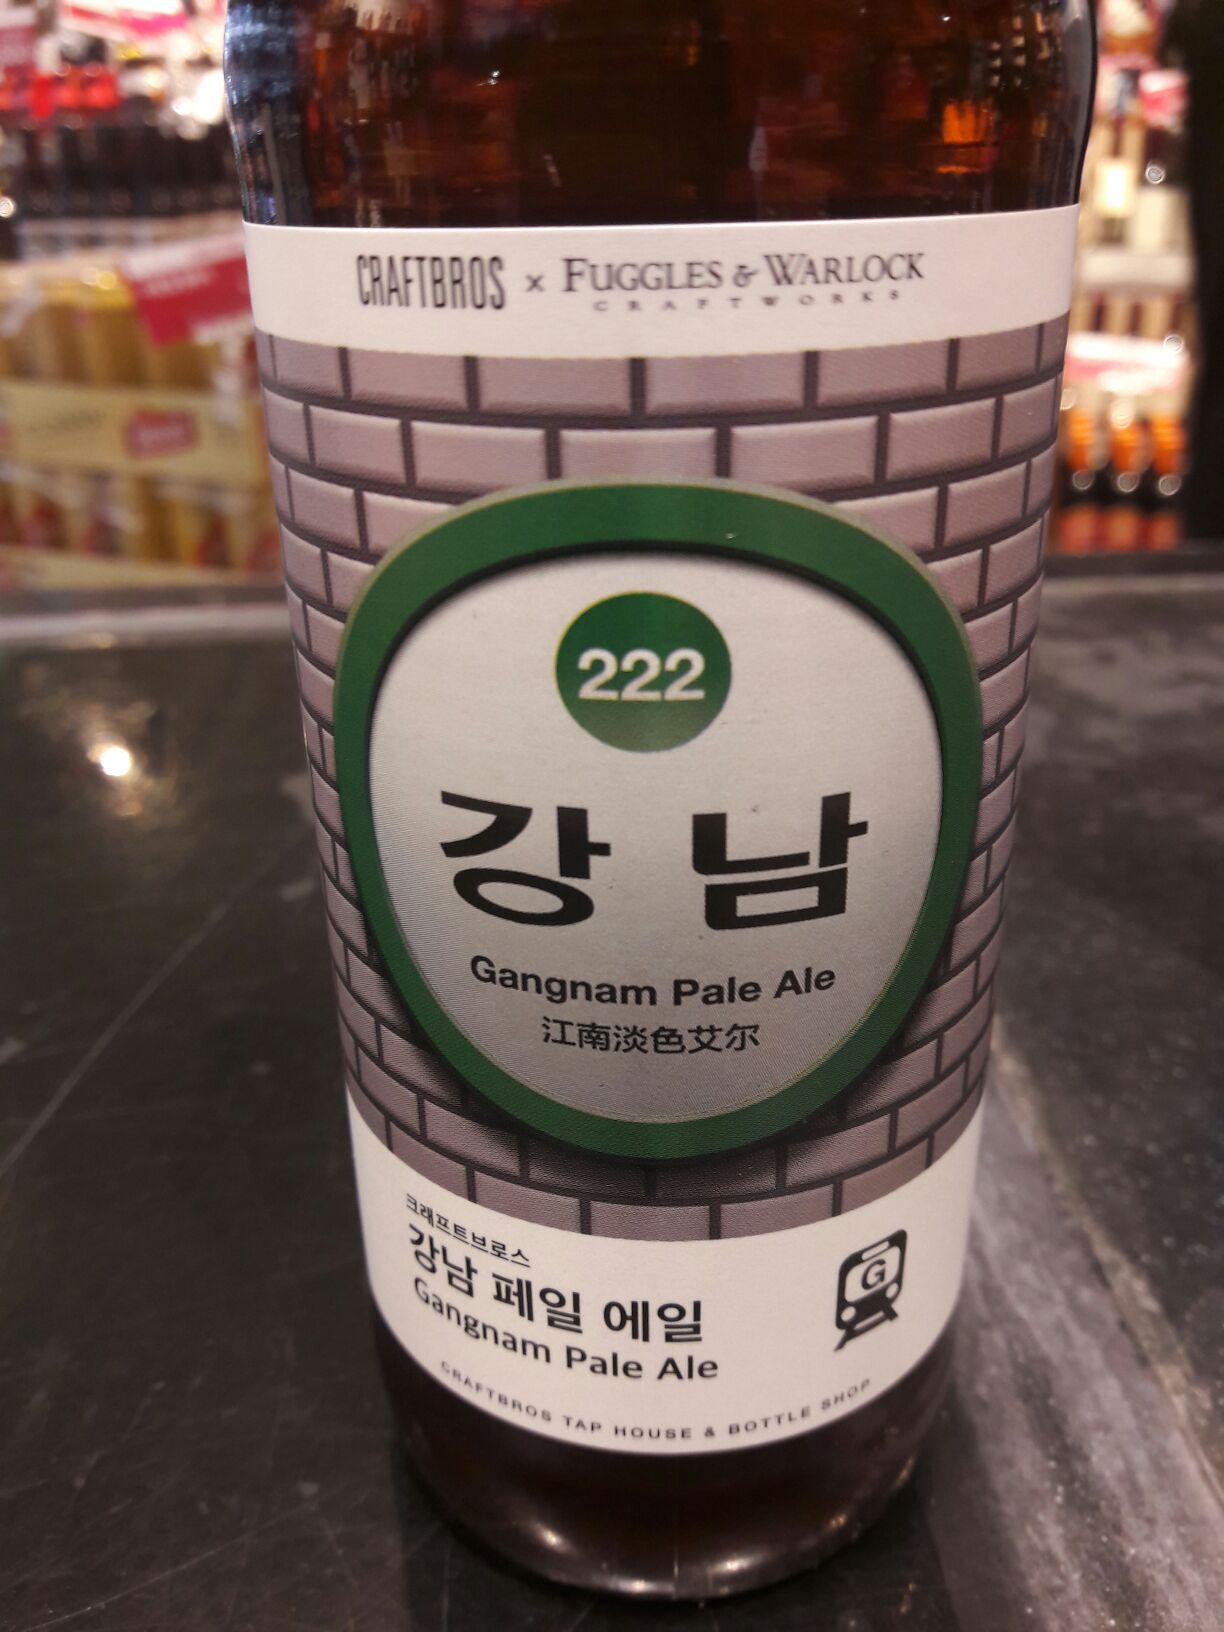 CRAFTBROS x FUGGLES & WARLOCK
CRAFTWORKS
222
강남
Gangnam Pale Ale
江南淡色艾尔
크래프트브로스
강남 페일 에일
Gangnam Pale Ale
G
CRAFTBROS TAP HOUSE & BOTTLE SHOP